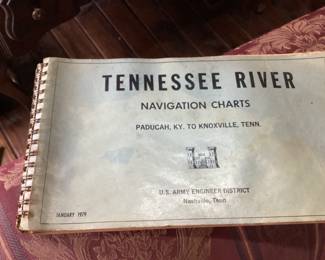 TENNESSEE RIVER
NAVIGATION CHARTS
PADUCAH, KY. TO KNOXVILLE, TENN.
U.S. ARMY ENGINEER DISTRICT
Nashville, Tenn
JANUARY 1979